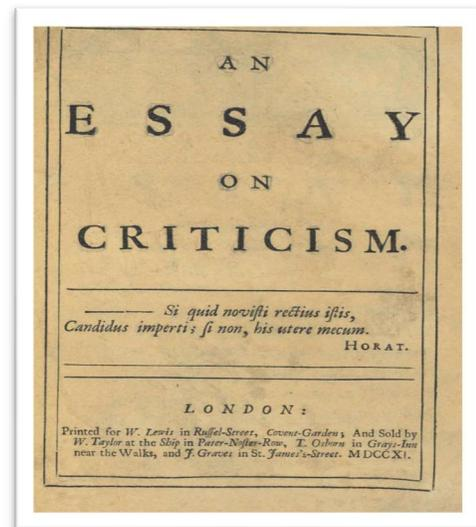 AN
ESSAY
ON
CRITICISM.
——— Si quid noviſti rectius iſtis,
Candidus imperti; ſi non, his utere mecum.
HORAT.
LONDON:
Printed for W. Lewis in Ruſſel-Street, Covent-Garden; And Sold by
W. Taylor at the Ship in Pater-Noſter-Row, T. Osborn in Grays-Inn
near the Walks, and J. Graves in St. James's-Street. MDCCXI.